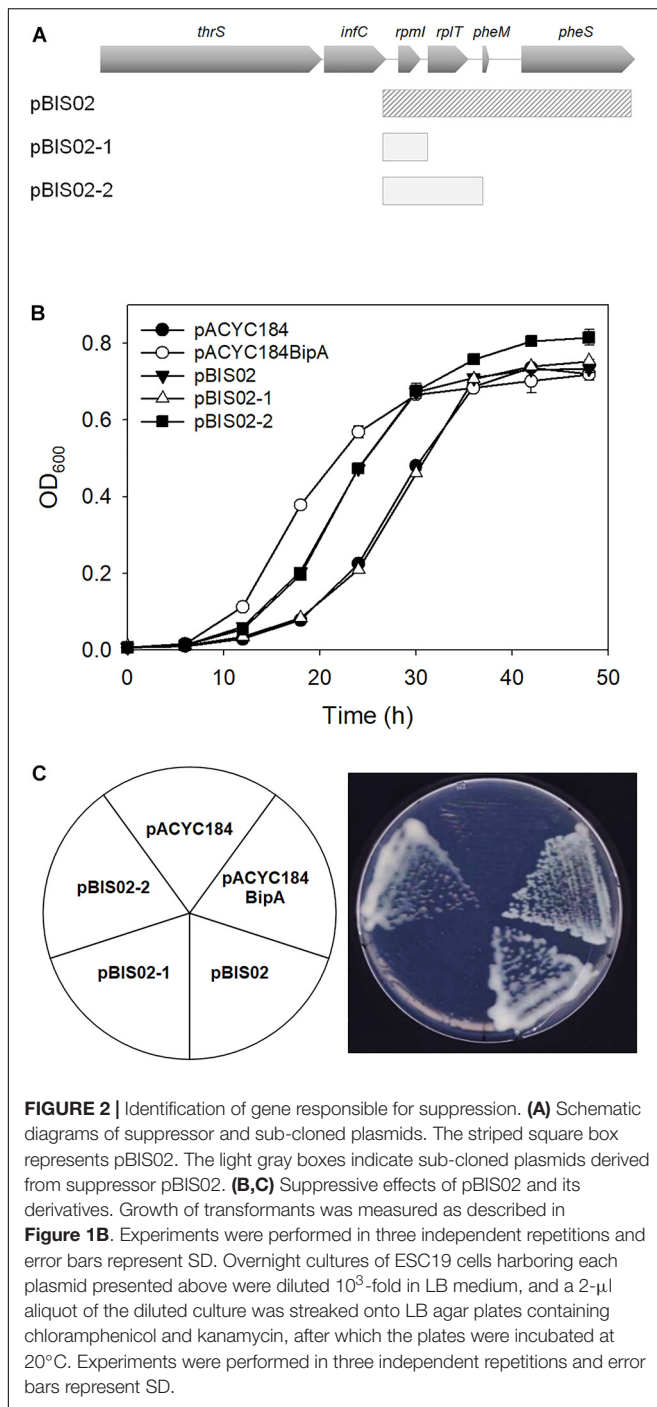 A
thrS infC rpmI rplT pheM pheS
pBIS02
pBIS02-1
pBIS02-2
B
pACYC184
pACYC184BipA
pBIS02
pBIS02-1
pBIS02-2
0.8
0.6
0.4
0.2
0.0
OD600
0 10 20 30 40 50
Time (h)
C
pACYC184
pACYC184
BipA
pBIS02-2
pBIS02-1
pBIS02
FIGURE 2 | Identification of gene responsible for suppression. (A) Schematic
diagrams of suppressor and sub-cloned plasmids. The striped square box
represents pBIS02. The light gray boxes indicate sub-cloned plasmids derived
from suppressor pBIS02. (B,C) Suppressive effects of pBIS02 and its
derivatives. Growth of transformants was measured as described in
Figure 1B. Experiments were performed in three independent repetitions and
error bars represent SD. Overnight cultures of ESC19 cells harboring each
plasmid presented above were diluted 10³-fold in LB medium, and a 2-μl
aliquot of the diluted culture was streaked onto LB agar plates containing
chloramphenicol and kanamycin, after which the plates were incubated at
20°C. Experiments were performed in three independent repetitions and error
bars represent SD.